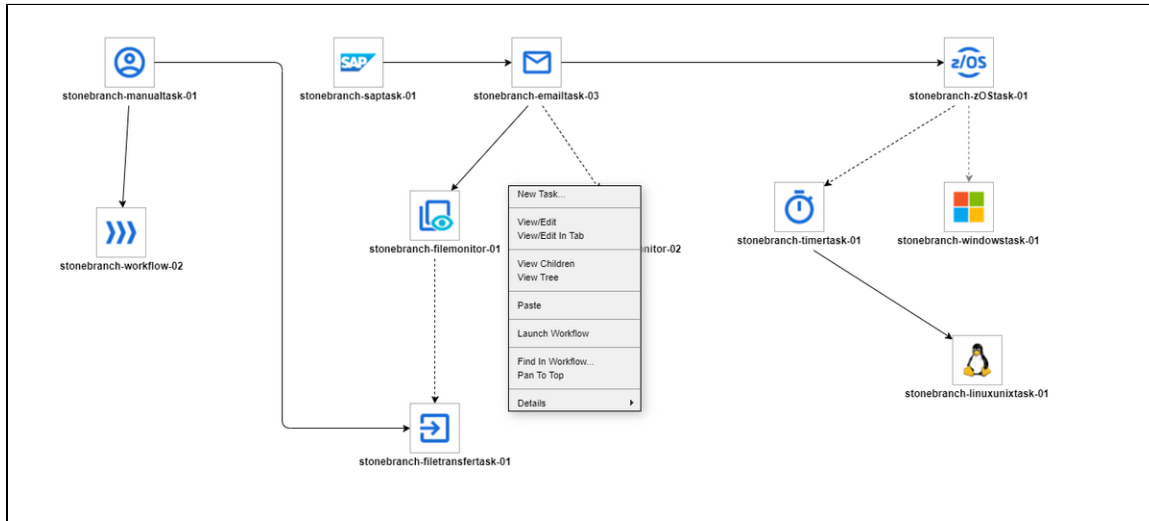 SAP
z/OS
stonebranch-manualtask-01
stonebranch-saptask-01
stonebranch-emailtask-03
stonebranch-zOStask-01
New Task...
View/Edit
View/Edit In Tab
View Children
View Tree
Paste
Launch Workflow
Find In Workflow...
Pan To Top
Details
stonebranch-workflow-02
stonebranch-filemonitor-01
nitor-02
stonebranch-timertask-01
stonebranch-windowstask-01
stonebranch-linuxunixtask-01
stonebranch-filetransfertask-01